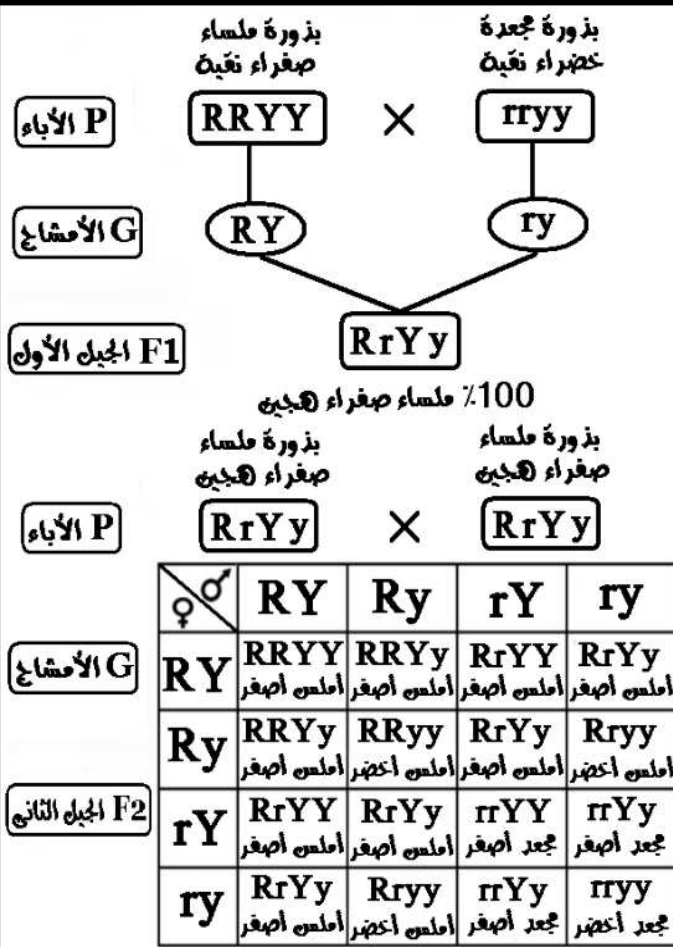 بذورة ملساء بذورة مجعدة
صفراء نقية خضراء نقية
P الأباء RRYY × rryy
G الأمشاج RY ry
F1 الجيل الأول RrYy
100٪ ملساء صفراء هجين
بذورة ملساء بذورة ملساء
صفراء هجين صفراء هجين
P الأباء RrYy × RrYy
♀ ♂ RY Ry rY ry
G الأمشاج RY RRYY RRYy RrYY RrYy
أملس أصفر أملس أصفر أملس أصفر أملس أصفر
Ry RRYy RRyy RrYy Rryy
أملس أصفر أملس أخضر أملس أصفر أملس أخضر
F2 الجيل الثانى rY RrYY RrYy rrYY rrYy
أملس أصفر أملس أصفر مجعد أصفر مجعد أصفر
ry RrYy Rryy rrYy rryy
أملس أصفر أملس أخضر مجعد أصفر مجعد أخضر